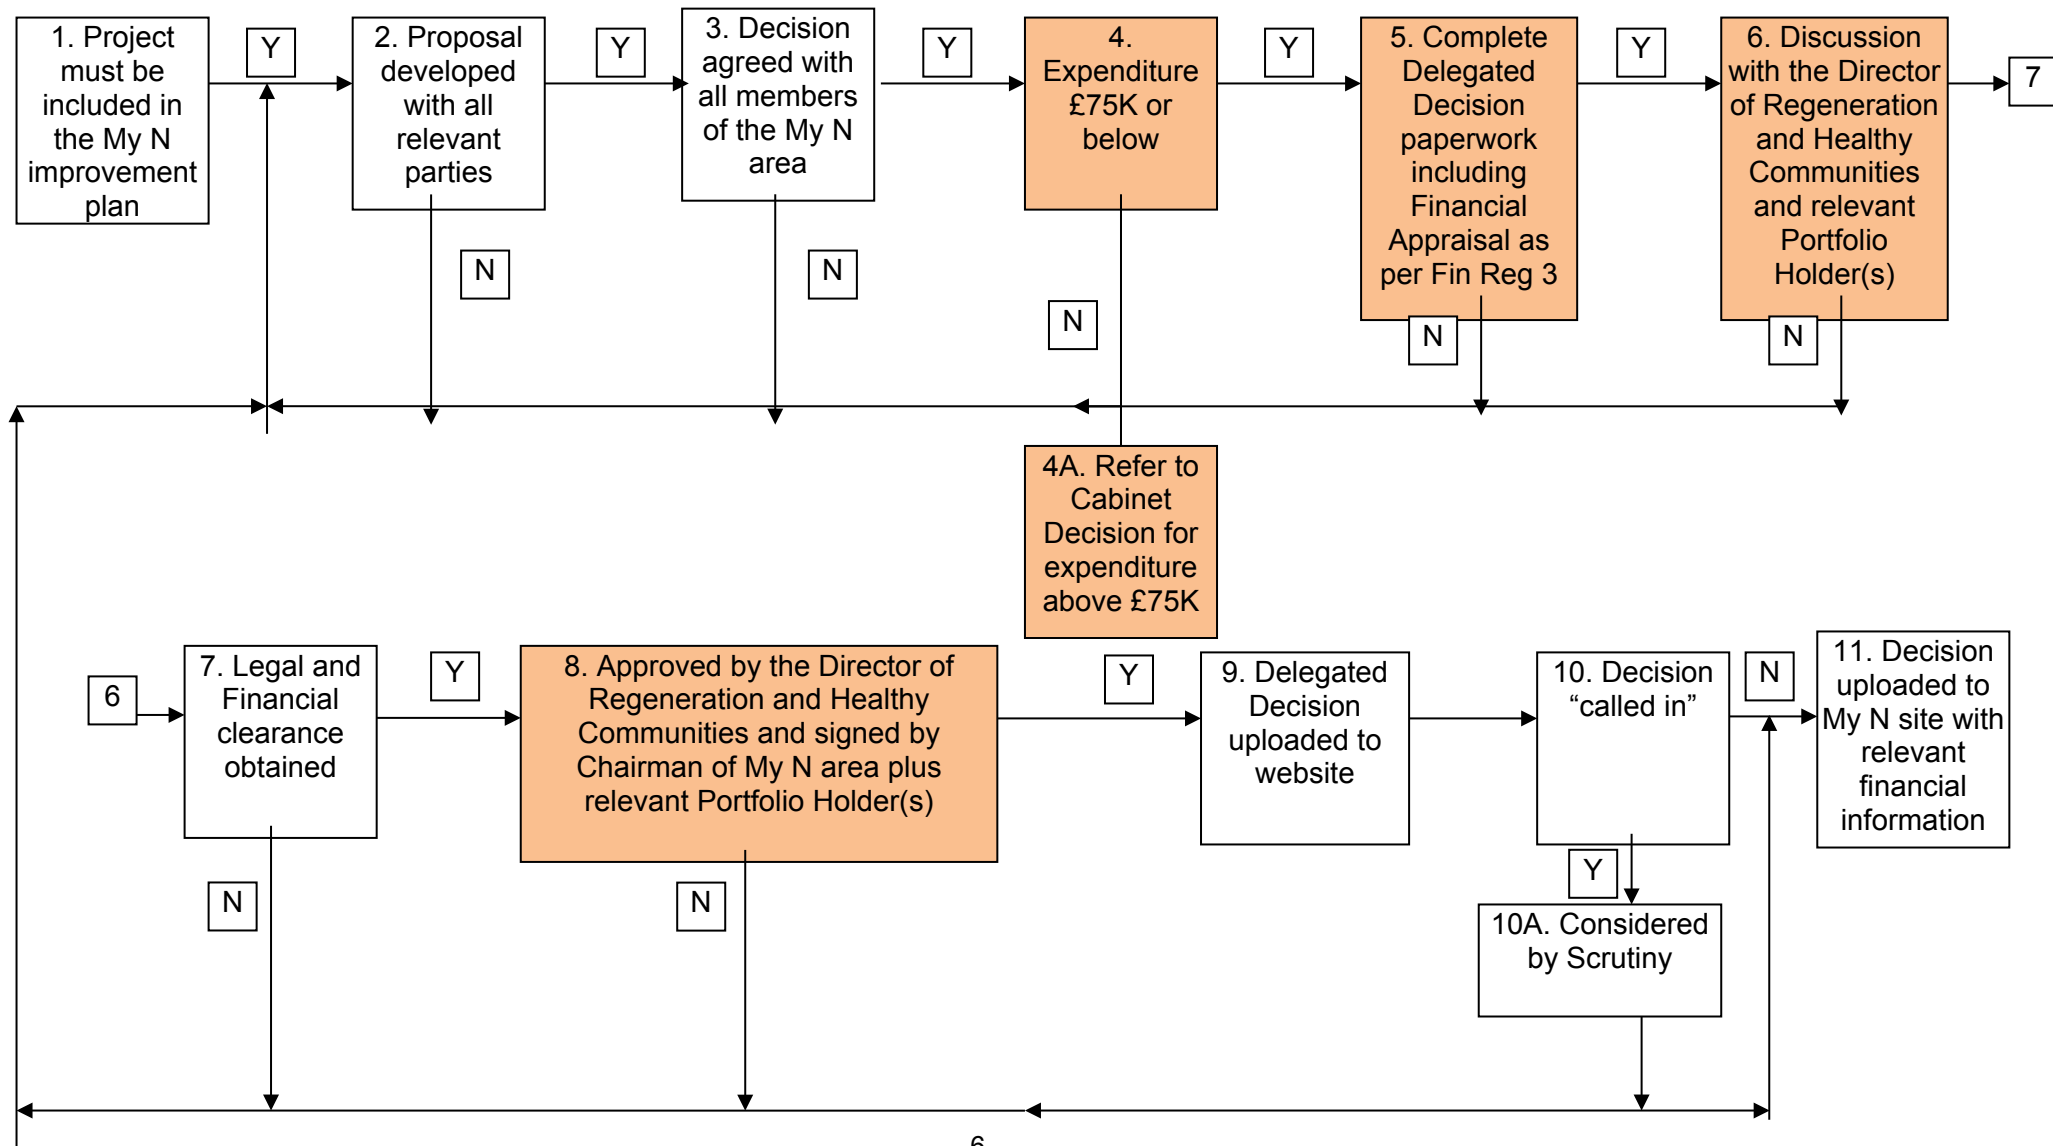 1. Project
must be
included in
the My N
improvement
plan
Y
2. Proposal
developed
with all
relevant
parties
Y
3. Decision
agreed with
all members
of the My N
area
Y
4.
Expenditure
£75K or
below
Y
5. Complete
Delegated
Decision
paperwork
including
Financial
Appraisal as
per Fin Reg 3
Y
6. Discussion
with the Director
of Regeneration
and Healthy
Communities
and relevant
Portfolio
Holder(s)
7
N
N
N
N
N
4A. Refer to
Cabinet
Decision for
expenditure
above £75K
6
7. Legal and
Financial
clearance
obtained
Y
8. Approved by the Director of
Regeneration and Healthy
Communities and signed by
Chairman of My N area plus
relevant Portfolio Holder(s)
Y
9. Delegated
Decision
uploaded to
website
10. Decision
“called in”
N
11. Decision
uploaded to
My N site with
relevant
financial
information
N
N
Y
10A. Considered
by Scrutiny
6